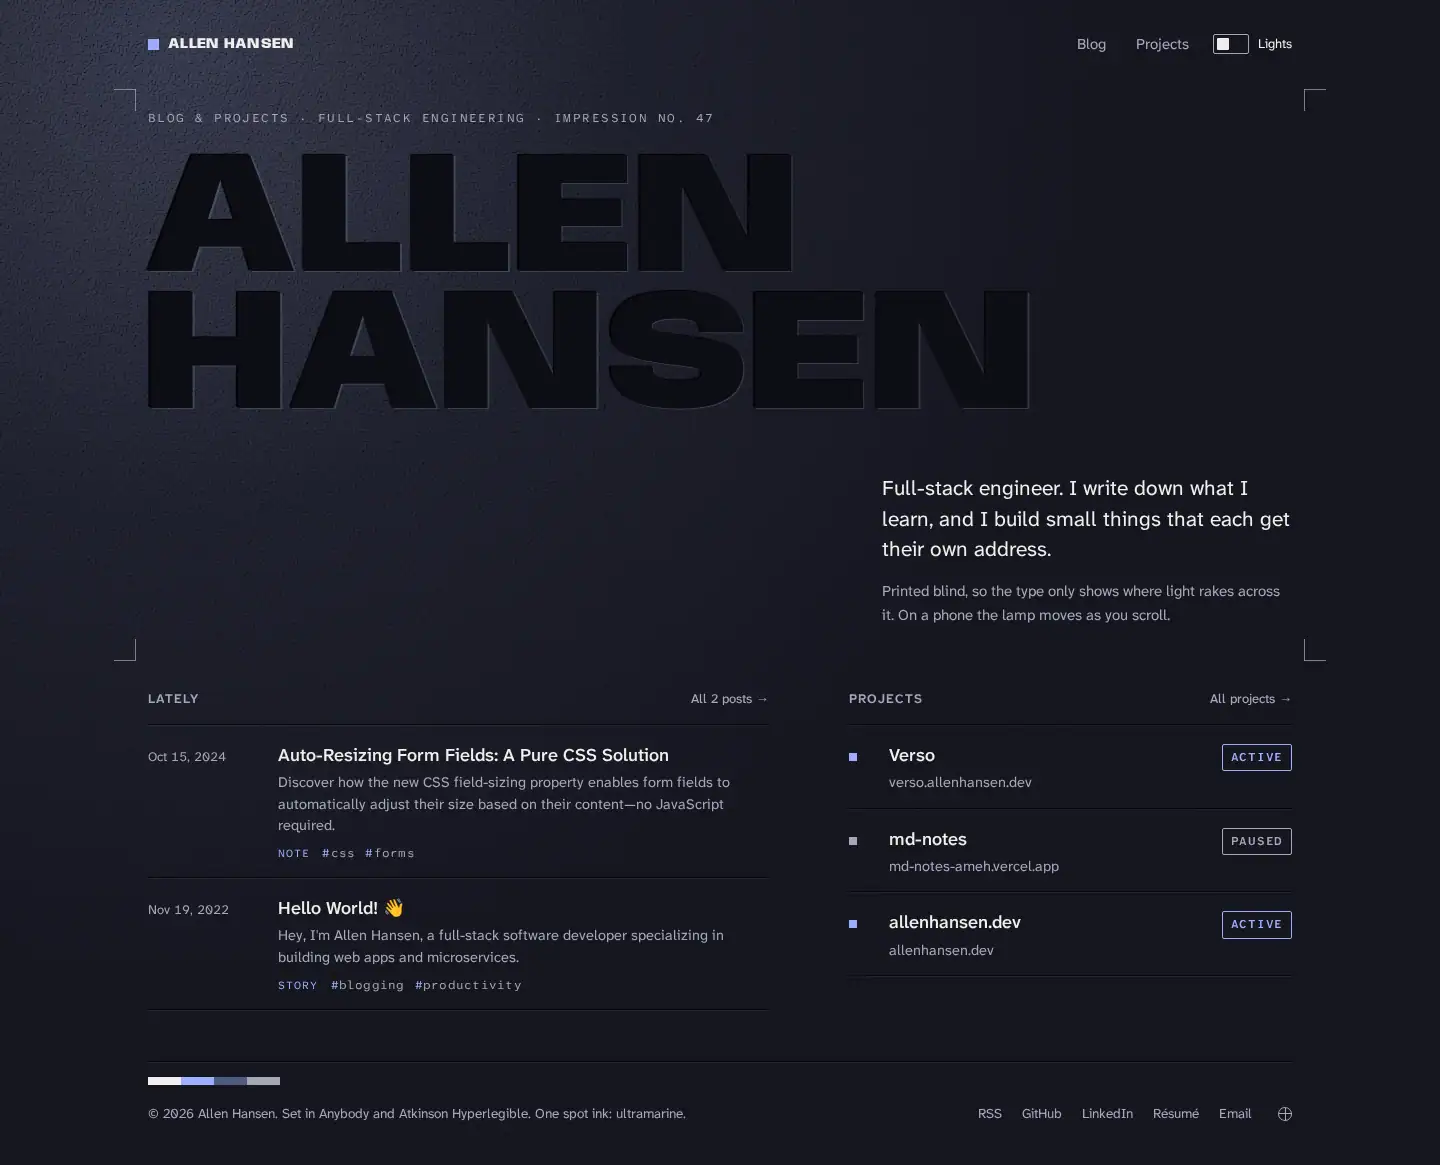 ALLEN HANSEN
Blog Projects Lights
BLOG & PROJECTS · FULL-STACK ENGINEERING · IMPRESSION NO. 47
ALLEN
HANSEN
Full-stack engineer. I write down what I
learn, and I build small things that each get
their own address.
Printed blind, so the type only shows where light rakes across
it. On a phone the lamp moves as you scroll.
LATELY
All 2 posts →
Oct 15, 2024
Auto-Resizing Form Fields: A Pure CSS Solution
Discover how the new CSS field-sizing property enables form fields to
automatically adjust their size based on their content—no JavaScript
required.
NOTE #css #forms
Nov 19, 2022
Hello World! 👋
Hey, I'm Allen Hansen, a full-stack software developer specializing in
building web apps and microservices.
STORY #blogging #productivity
PROJECTS
All projects →
Verso
ACTIVE
verso.allenhansen.dev
md-notes
PAUSED
md-notes-ameh.vercel.app
allenhansen.dev
ACTIVE
allenhansen.dev
© 2026 Allen Hansen. Set in Anybody and Atkinson Hyperlegible. One spot ink: ultramarine.
RSS GitHub LinkedIn Résumé Email